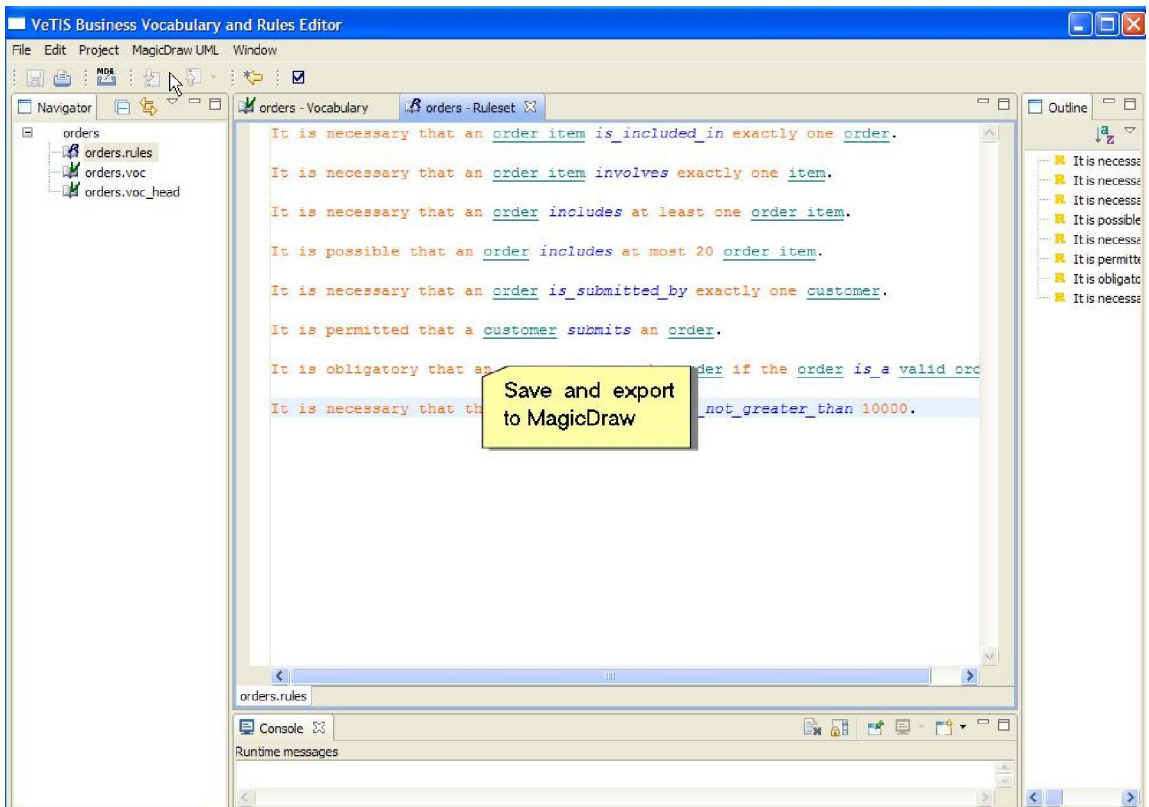 VeTIS Business Vocabulary and Rules Editor
File Edit Project MagicDraw UML Window
MDR
Navigator
orders
orders.rules
orders.voc
orders.voc_head
orders - Vocabulary
orders - Ruleset
It is necessary that an order item is_included_in exactly one order.
It is necessary that an order item involves exactly one item.
It is necessary that an order includes at least one order item.
It is possible that an order includes at most 20 order item.
It is necessary that an order is_submitted_by exactly one customer.
It is permitted that a customer submits an order.
It is obligatory that an der if the order is_a valid ord
It is necessary that th _not_greater_than 10000.
Save and export
to MagicDraw
orders.rules
Outline
a
z
R It is necessa
R It is necessa
R It is necessa
R It is possible
R It is necessa
R It is permitte
R It is obligato
R It is necessa
Console
Runtime messages